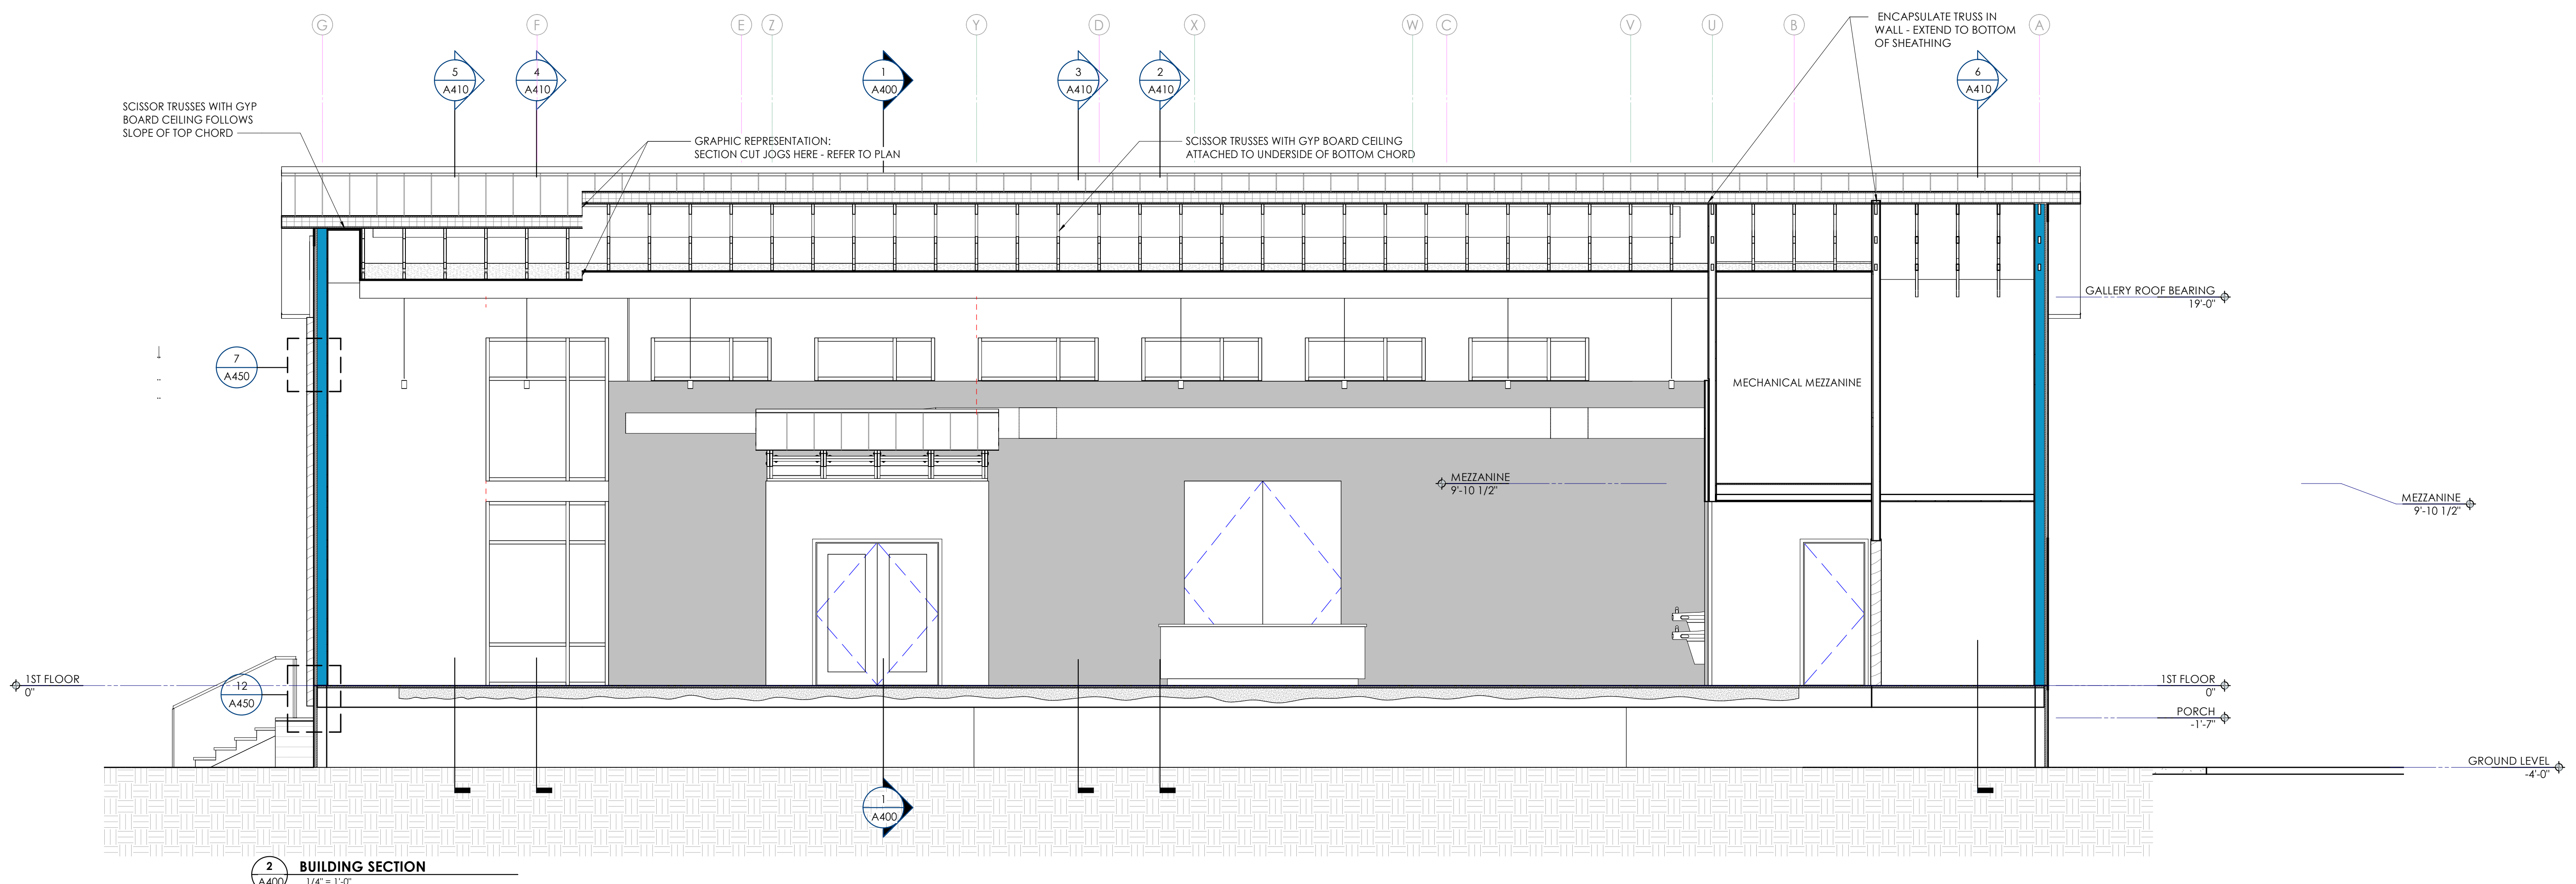 G
F
E
Z
Y
D
X
W
C
V
U
B
A
ENCAPSULATE TRUSS IN
WALL - EXTEND TO BOTTOM
OF SHEATHING
5
A410
4
A410
1
A400
3
A410
2
A410
6
A410
SCISSOR TRUSSES WITH GYP
BOARD CEILING FOLLOWS
SLOPE OF TOP CHORD
GRAPHIC REPRESENTATION:
SECTION CUT JOGS HERE - REFER TO PLAN
SCISSOR TRUSSES WITH GYP BOARD CEILING
ATTACHED TO UNDERSIDE OF BOTTOM CHORD
GALLERY ROOF BEARING
19'-0"
7
A450
MECHANICAL MEZZANINE
MEZZANINE
9'-10 1/2"
MEZZANINE
9'-10 1/2"
1ST FLOOR
0"
12
A450
1ST FLOOR
0"
PORCH
-1'-7"
GROUND LEVEL
-4'-0"
1
A400
2
A400
BUILDING SECTION
1/4" = 1'-0"